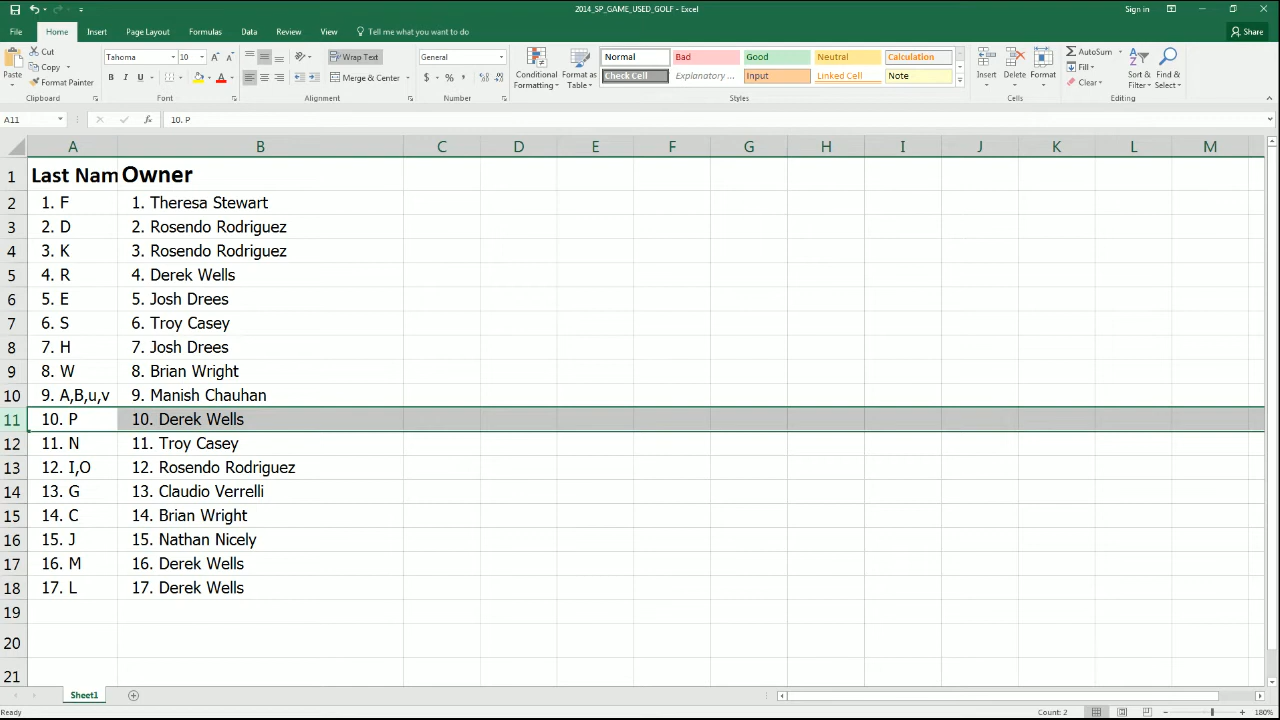 2014_SP_GAME_USED_GOLF - Excel
Sign in
File Home Insert Page Layout Formulas Data Review View Tell me what you want to do Share
Paste
Cut
Copy
Format Painter
Clipboard
Tahoma 10
B I U
Font
Wrap Text
Merge & Center
Alignment
General
$ % ,
Number
Conditional Formatting
Format as Table
Normal Bad Good Neutral Calculation
Check Cell Explanatory ... Input Linked Cell Note
Styles
Insert Delete Format
Cells
AutoSum
Fill
Clear
Sort & Filter
Find & Select
Editing
A11 fx 10. P
A B C D E F G H I J K L M
1 Last Nam Owner
2 1. F 1. Theresa Stewart
3 2. D 2. Rosendo Rodriguez
4 3. K 3. Rosendo Rodriguez
5 4. R 4. Derek Wells
6 5. E 5. Josh Drees
7 6. S 6. Troy Casey
8 7. H 7. Josh Drees
9 8. W 8. Brian Wright
10 9. A,B,u,v 9. Manish Chauhan
11 10. P 10. Derek Wells
12 11. N 11. Troy Casey
13 12. I,O 12. Rosendo Rodriguez
14 13. G 13. Claudio Verrelli
15 14. C 14. Brian Wright
16 15. J 15. Nathan Nicely
17 16. M 16. Derek Wells
18 17. L 17. Derek Wells
19
20
21
Sheet1
Ready Count: 2 180%